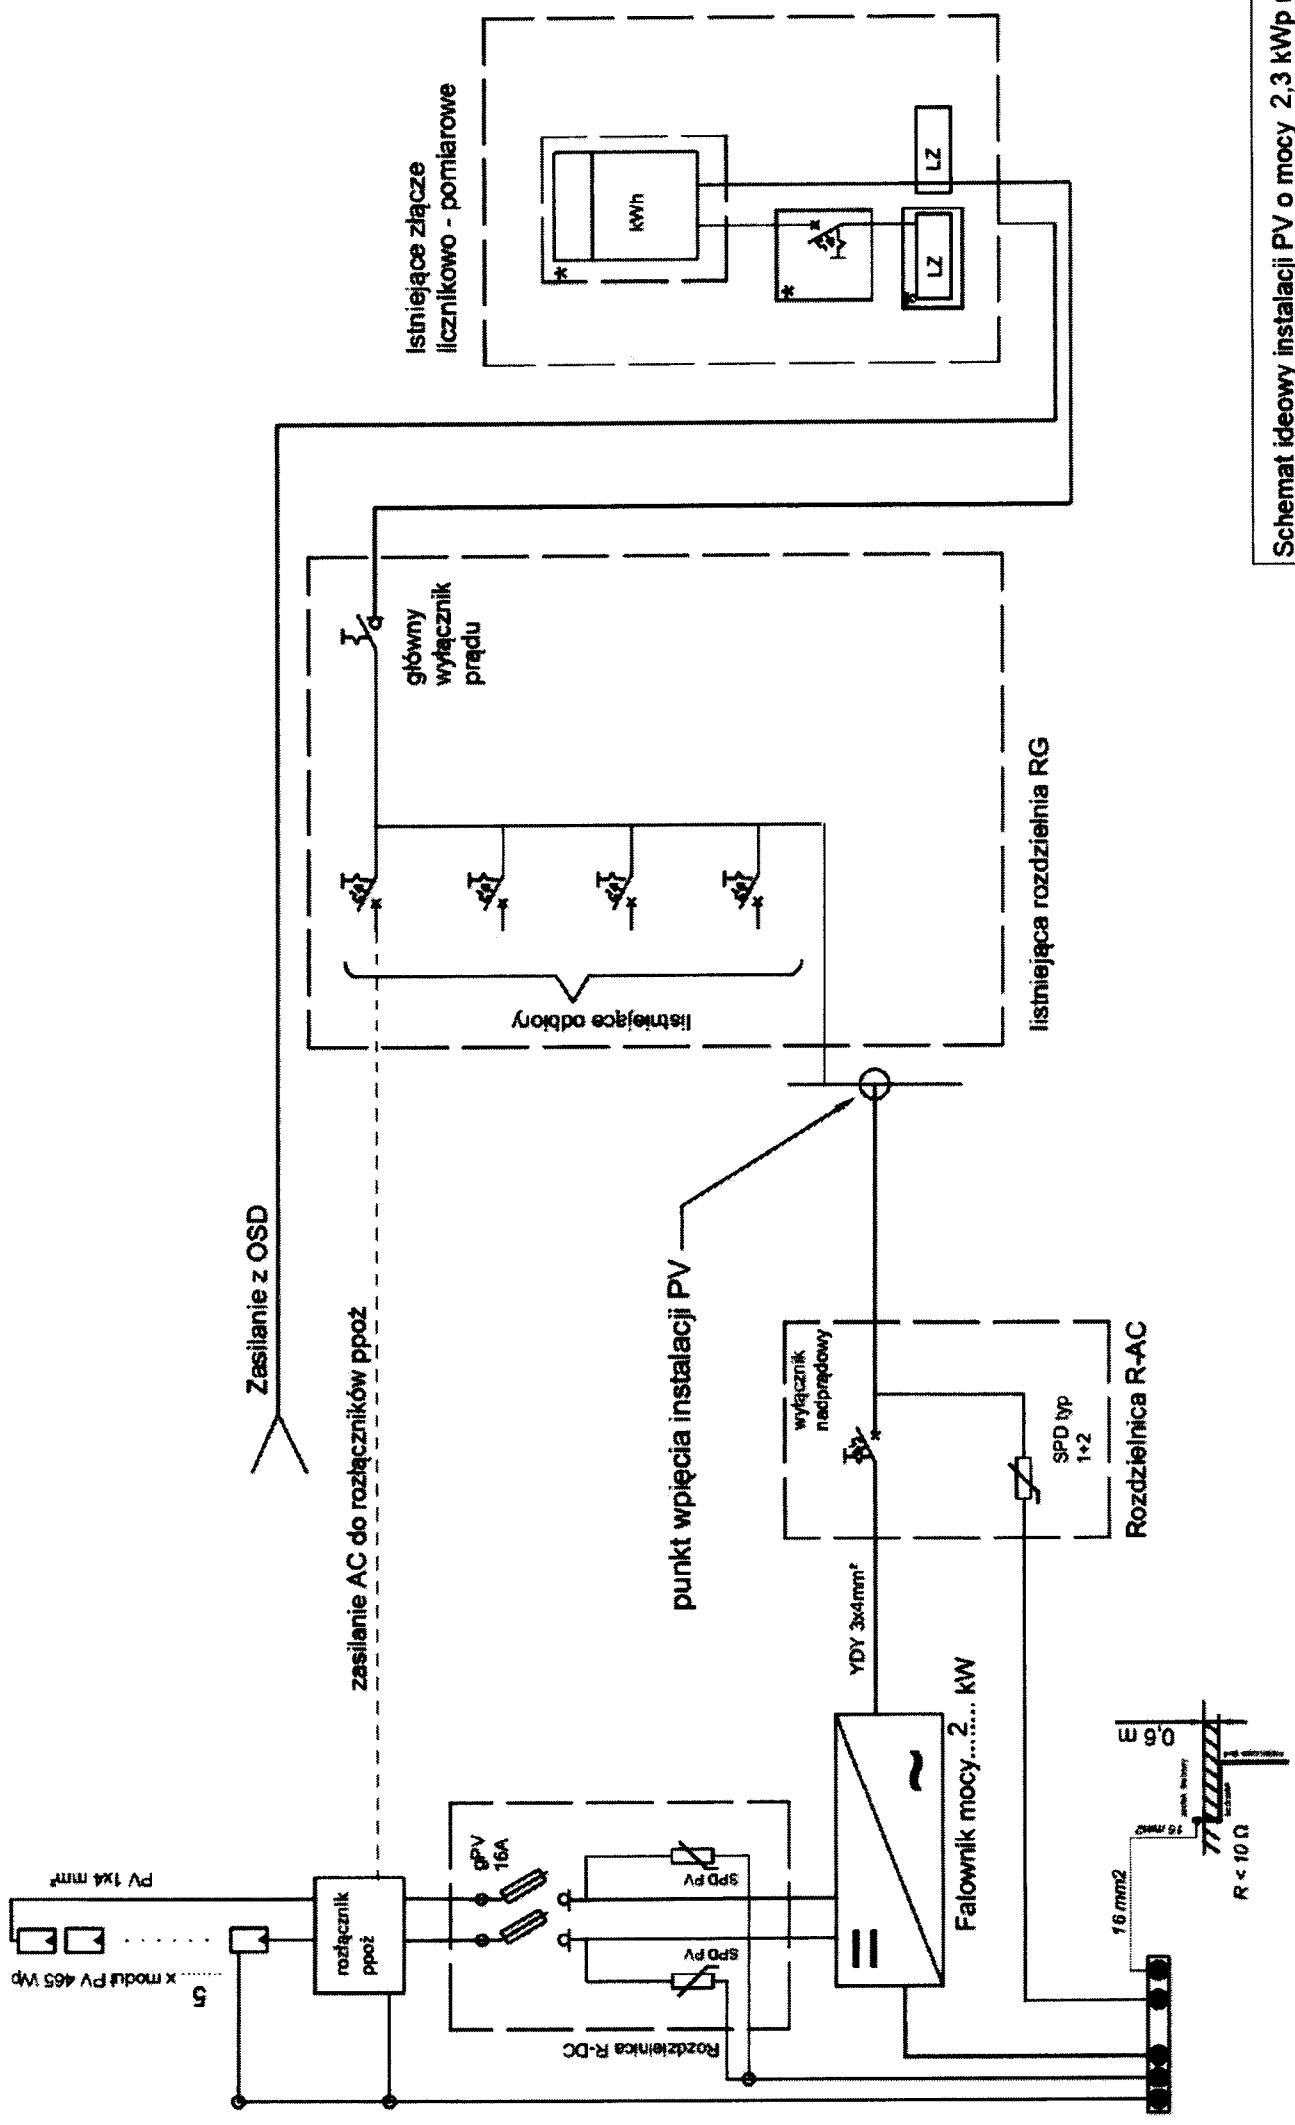 Istniejące złącze
licznikowo - pomiarowe
kWh
*
*
*
LZ
LZ
Zasilanie z OSD
główny
wyłącznik
prądu
listniejące odbiory
listniejąca rozdzielnia RG
zasilanie AC do rozłączników ppoż
punkt wpięcia instalacji PV
wyłącznik
nadprądowy
SPD typ
1+2
Rozdzielnica R-AC
YDY 3x4mm²
Falownik mocy...2.... kW
PV 1x4 mm²
5 ........ x moduł PV 465 Wp
rozłącznik
ppoż
gPV
16A
SPD PV
SPD PV
Rozdzielnica R-DC
16 mm2
16 mm2
0,6 m
R < 10 Ω
Schemat ideowy instalacji PV o mocy 2,3 kWp